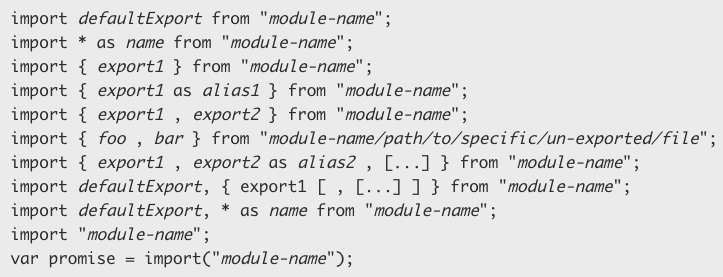 import defaultExport from "module-name";
import * as name from "module-name";
import { export1 } from "module-name";
import { export1 as alias1 } from "module-name";
import { export1 , export2 } from "module-name";
import { foo , bar } from "module-name/path/to/specific/un-exported/file";
import { export1 , export2 as alias2 , [...] } from "module-name";
import defaultExport, { export1 [ , [...] ] } from "module-name";
import defaultExport, * as name from "module-name";
import "module-name";
var promise = import("module-name");